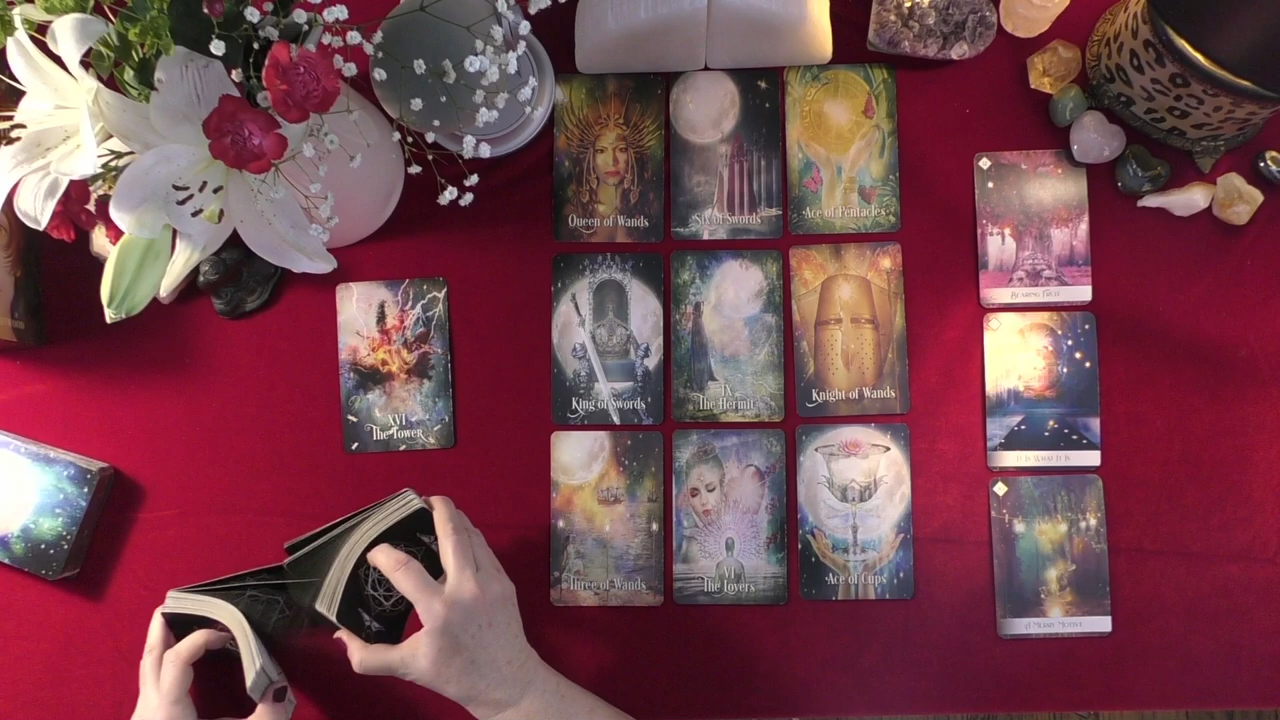 Queen of Wands
Six of Swords
Ace of Pentacles
King of Swords
IX
The Hermit
Knight of Wands
XVI
The Tower
Three of Wands
VI
The Lovers
Ace of Cups
Bearing Fruit
It Is What It Is